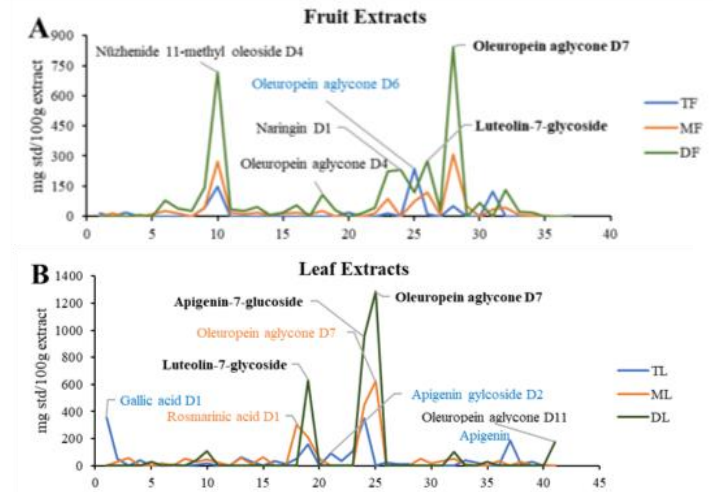 A
Fruit Extracts
900
750
600
450
300
150
0
mg std/100g extract
Nüzhenide 11-methyl oleoside D4
Oleuropein aglycone D7
Oleuropein aglycone D6
Naringin D1
Luteolin-7-glycoside
Oleuropein aglycone D4
TF
MF
DF
0 5 10 15 20 25 30 35 40
B
Leaf Extracts
1400
1200
1000
800
600
400
200
0
mg std/100g extract
Oleuropein aglycone D7
Apigenin-7-glucoside
Oleuropein aglycone D7
Luteolin-7-glycoside
Gallic acid D1
Apigenin gylcoside D2
Rosmarinic acid D1
Oleuropein aglycone D11
Apigenin
TL
ML
DL
0 5 10 15 20 25 30 35 40 45